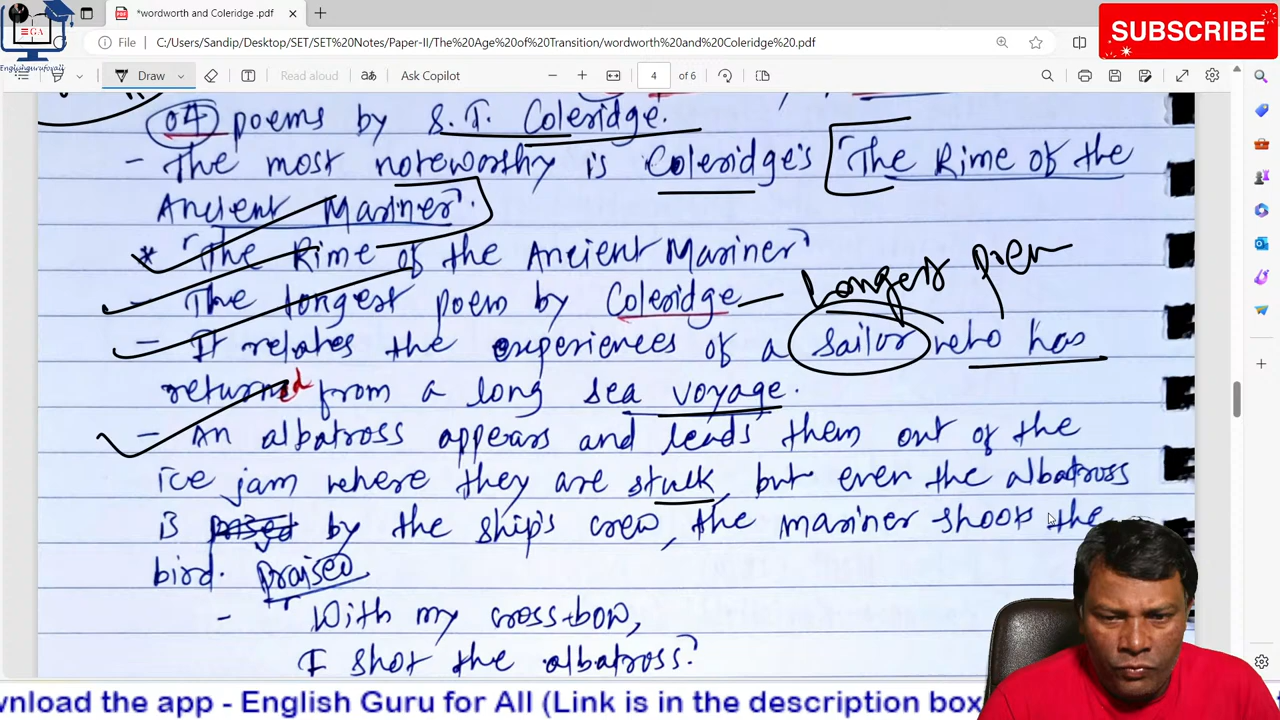 *wordworth and Coleridge .pdf
SUBSCRIBE
EGA
Englishguruforall
File
C:/Users/Sandip/Desktop/SET/SET%20Notes/Paper-II/The%20Age%20of%20Transition/wordworth%20and%20Coleridge%20.pdf
Draw
Read aloud
Ask Copilot
4 of 6
04 poems by S.T. Coleridge.
- The most noteworthy is Coleridge's "The Rime of the
Ancient Mariner".
* "The Rime of the Ancient Mariner"
- The longest poem by Coledge — Longest Poem
- It relates the experiences of a sailor who has
returned from a long sea voyage.
- An albatross appears and leads them out of the
ice jam where they are stuck, but even the albatross
is by the ship's crew, the mariner shoots the
bird. praised
- With my cross-bow,
I shot the albatross."
wnload the app - English Guru for All (Link is in the description box